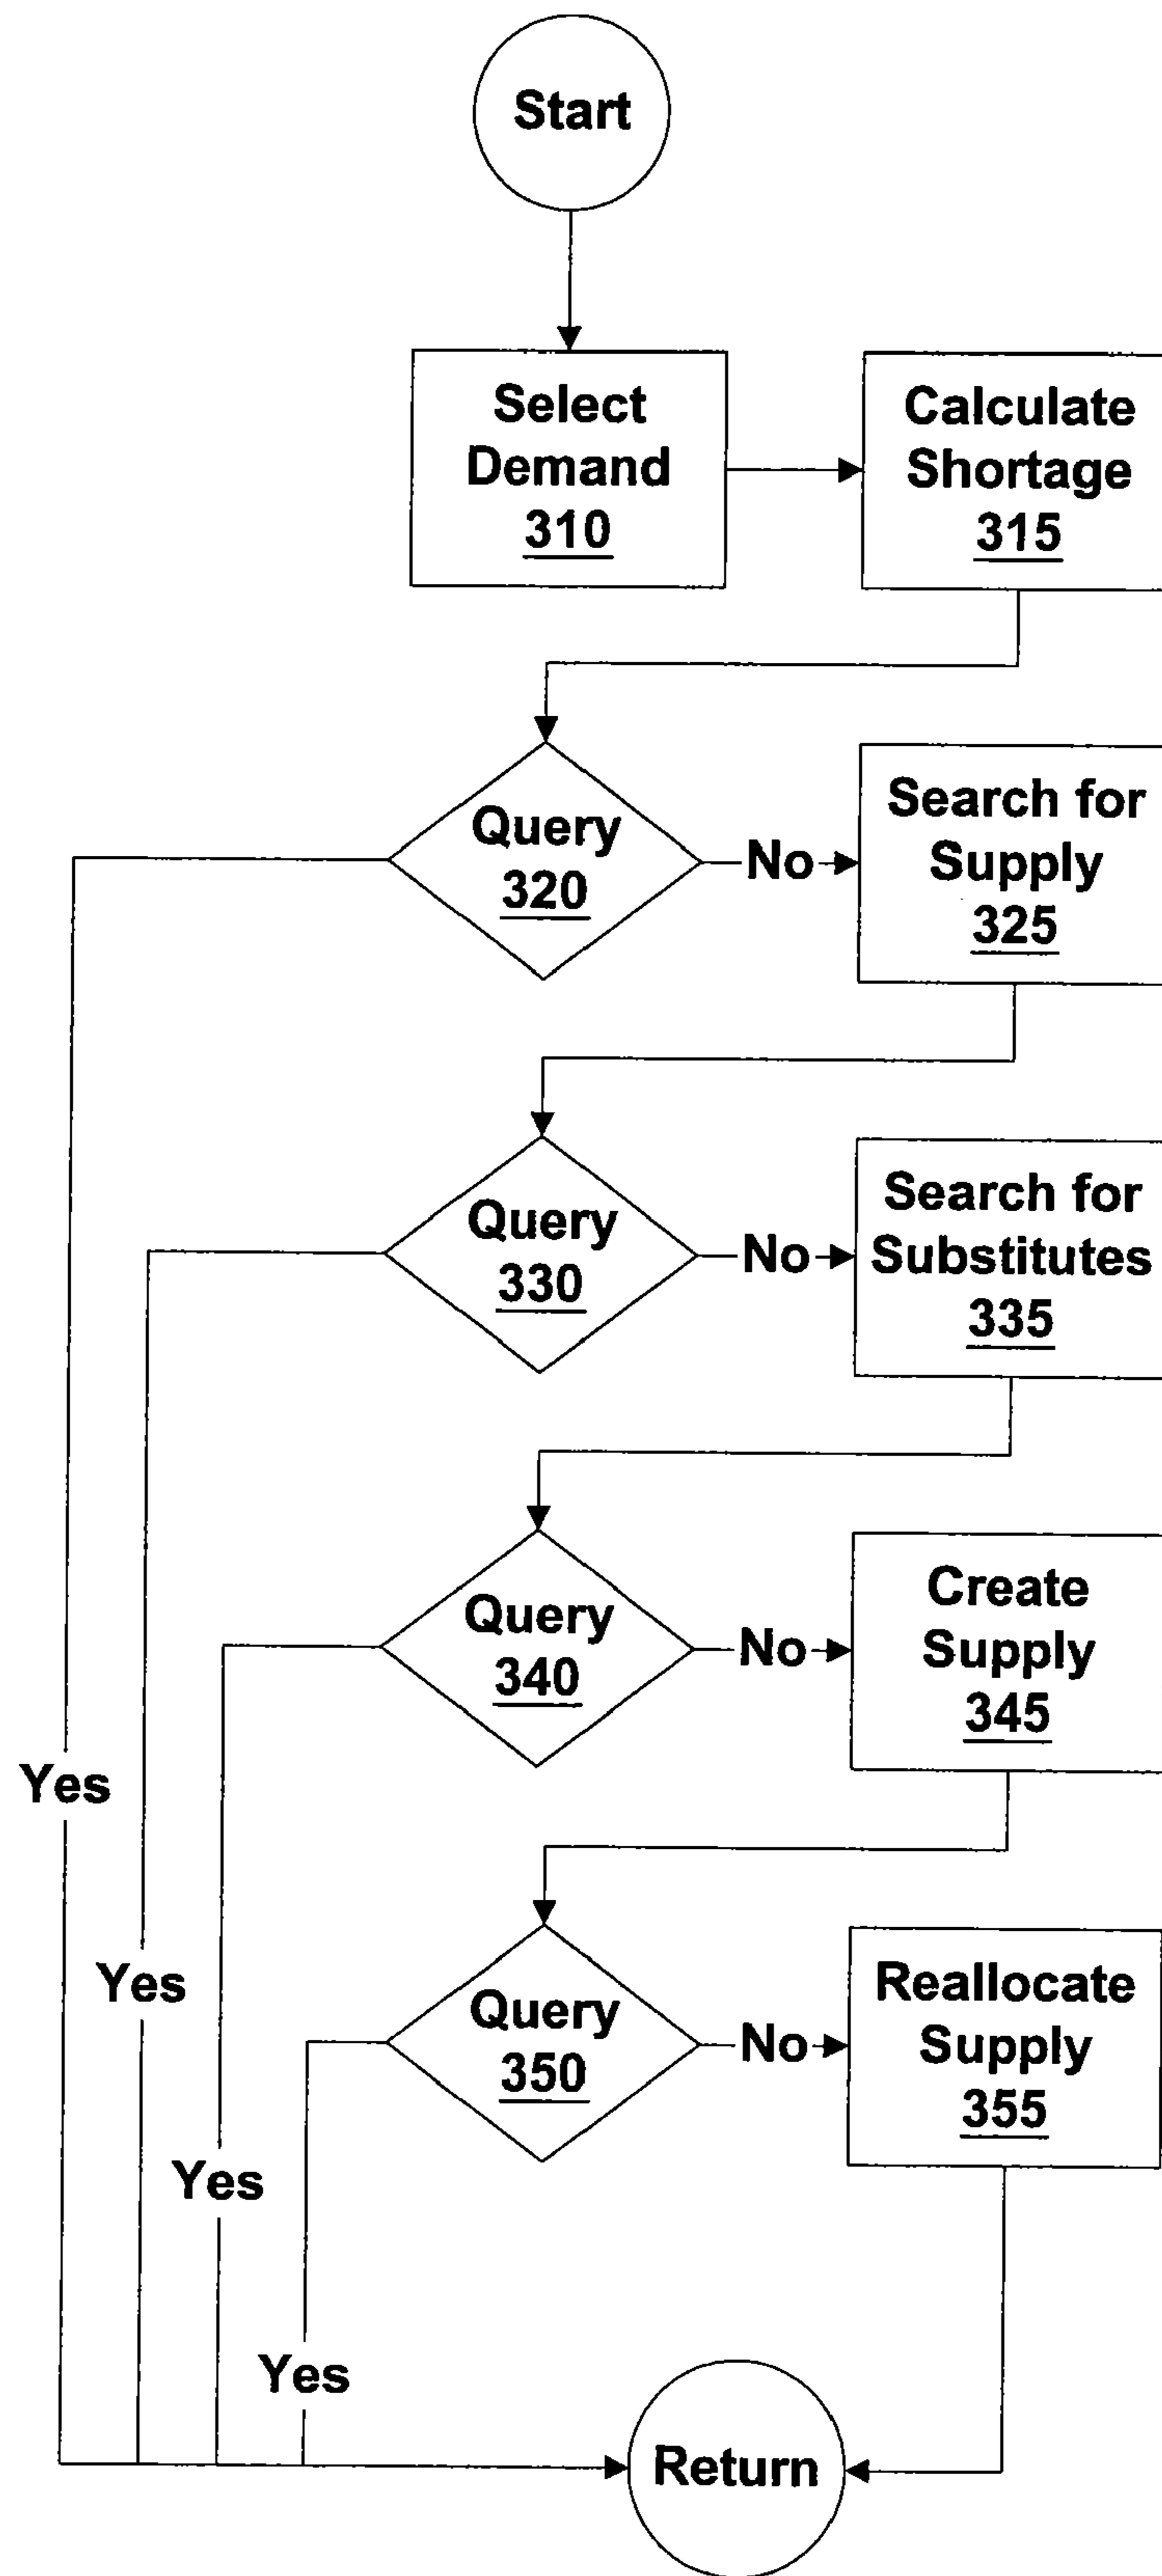 Start
Select
Demand
310
Calculate
Shortage
315
Query
320
No
Search for
Supply
325
Query
330
No
Search for
Substitutes
335
Query
340
No
Create
Supply
345
Yes
Query
350
No
Reallocate
Supply
355
Yes
Yes
Yes
Return